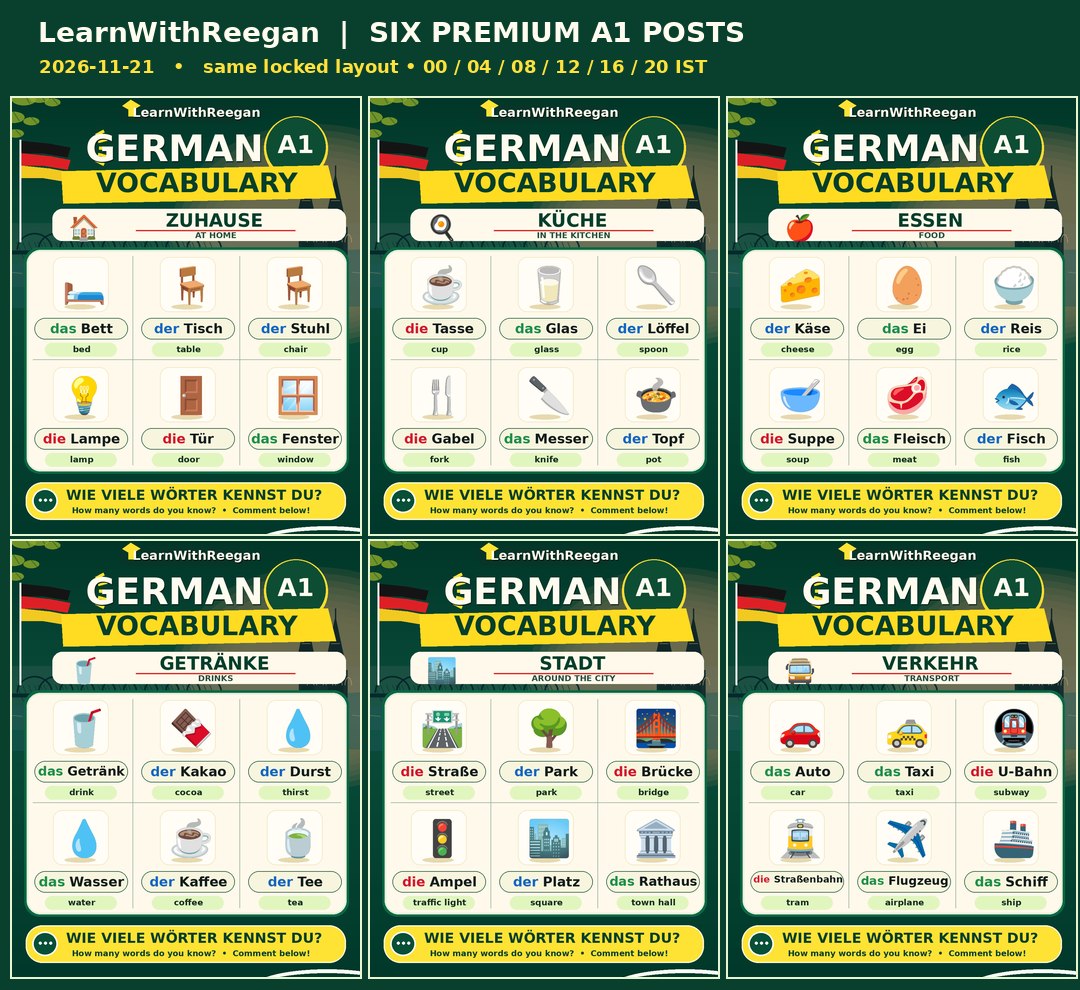 LearnWithReegan | SIX PREMIUM A1 POSTS
2026-11-21 • same locked layout • 00 / 04 / 08 / 12 / 16 / 20 IST
LearnWithReegan
GERMAN A1
VOCABULARY
ZUHAUSE
AT HOME
das Bett der Tisch der Stuhl
bed table chair
die Lampe die Tür das Fenster
lamp door window
WIE VIELE WÖRTER KENNST DU?
How many words do you know? • Comment below!
LearnWithReegan
GERMAN A1
VOCABULARY
KÜCHE
IN THE KITCHEN
die Tasse das Glas der Löffel
cup glass spoon
die Gabel das Messer der Topf
fork knife pot
WIE VIELE WÖRTER KENNST DU?
How many words do you know? • Comment below!
LearnWithReegan
GERMAN A1
VOCABULARY
ESSEN
FOOD
der Käse das Ei der Reis
cheese egg rice
die Suppe das Fleisch der Fisch
soup meat fish
WIE VIELE WÖRTER KENNST DU?
How many words do you know? • Comment below!
LearnWithReegan
GERMAN A1
VOCABULARY
GETRÄNKE
DRINKS
das Getränk der Kakao der Durst
drink cocoa thirst
das Wasser der Kaffee der Tee
water coffee tea
WIE VIELE WÖRTER KENNST DU?
How many words do you know? • Comment below!
LearnWithReegan
GERMAN A1
VOCABULARY
STADT
AROUND THE CITY
die Straße der Park die Brücke
street park bridge
die Ampel der Platz das Rathaus
traffic light square town hall
WIE VIELE WÖRTER KENNST DU?
How many words do you know? • Comment below!
LearnWithReegan
GERMAN A1
VOCABULARY
VERKEHR
TRANSPORT
das Auto das Taxi die U-Bahn
car taxi subway
die Straßenbahn das Flugzeug das Schiff
tram airplane ship
WIE VIELE WÖRTER KENNST DU?
How many words do you know? • Comment below!